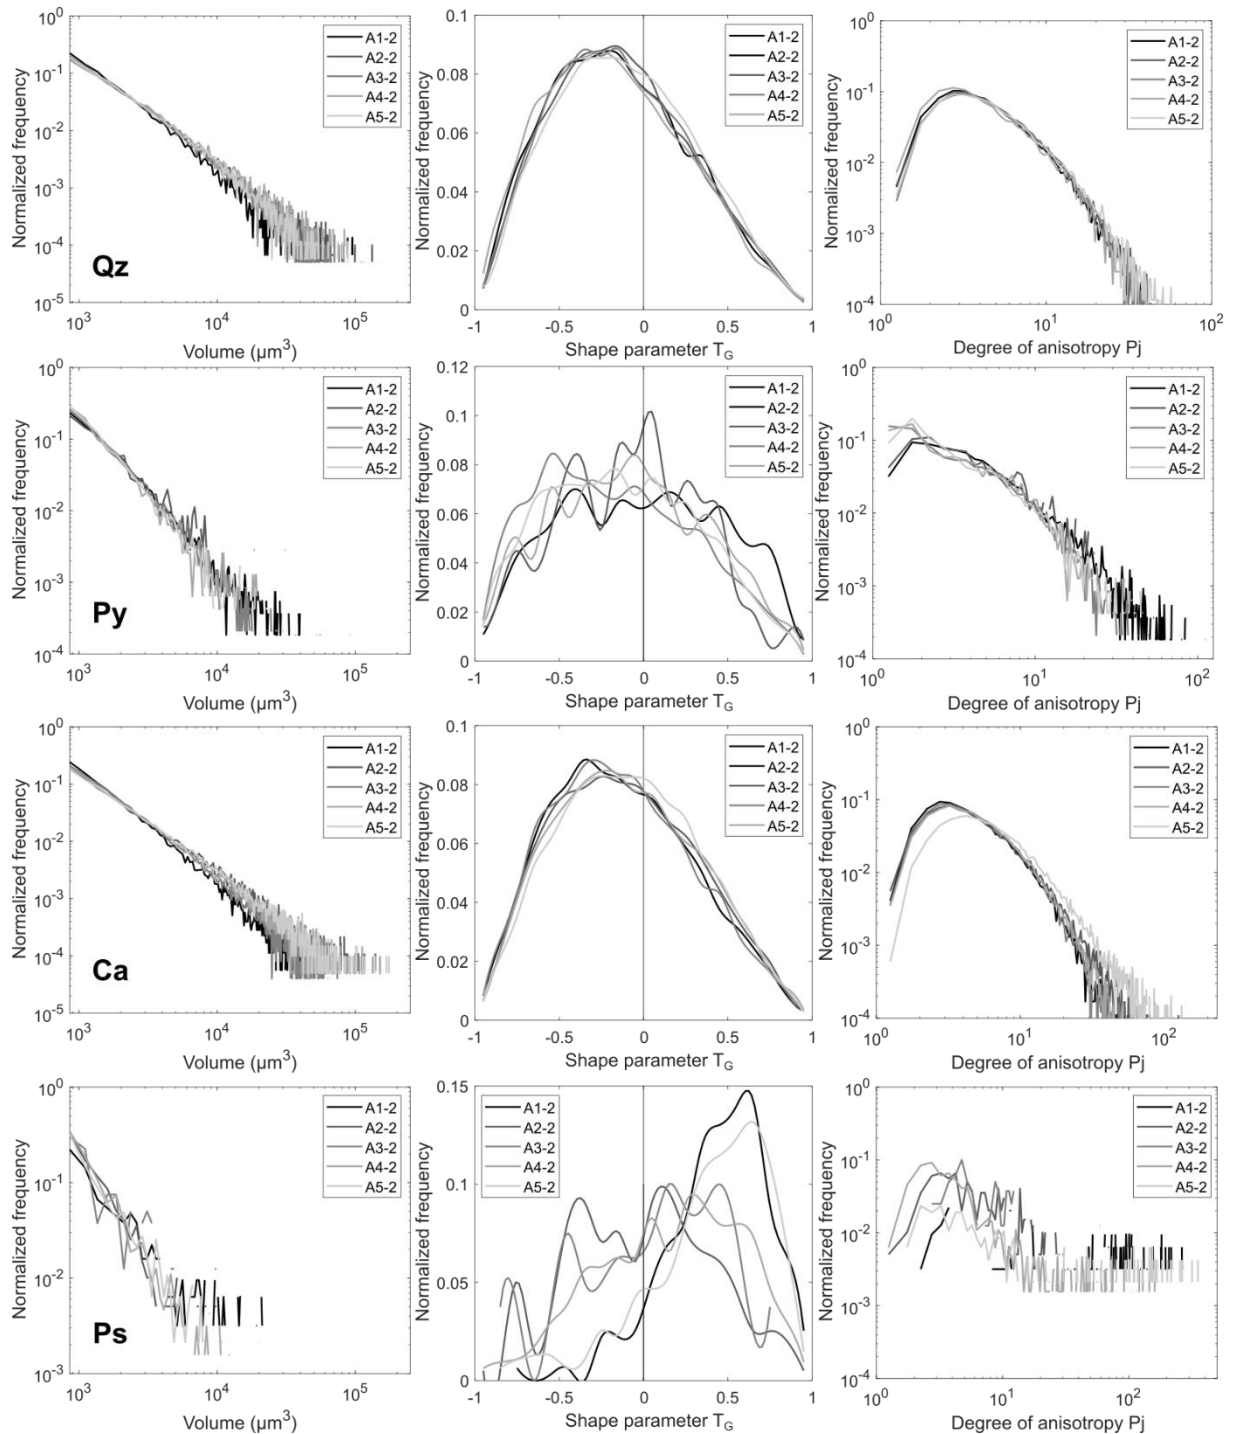 Normalized frequency
10^0
10^-1
10^-2
10^-3
10^-4
10^-5
10^3
10^4
10^5
Volume (µm^3)
Qz
A1-2
A2-2
A3-2
A4-2
A5-2
Normalized frequency
0.1
0.08
0.06
0.04
0.02
0
-1
-0.5
0
0.5
1
Shape parameter T_G
A1-2
A2-2
A3-2
A4-2
A5-2
Normalized frequency
10^0
10^-1
10^-2
10^-3
10^-4
10^0
10^1
10^2
Degree of anisotropy Pj
A1-2
A2-2
A3-2
A4-2
A5-2
Normalized frequency
10^0
10^-1
10^-2
10^-3
10^-4
10^3
10^4
10^5
Volume (µm^3)
Py
A1-2
A2-2
A3-2
A4-2
A5-2
Normalized frequency
0.12
0.1
0.08
0.06
0.04
0.02
0
-1
-0.5
0
0.5
1
Shape parameter T_G
A1-2
A2-2
A3-2
A4-2
A5-2
Normalized frequency
10^0
10^-1
10^-2
10^-3
10^-4
10^0
10^1
10^2
Degree of anisotropy Pj
A1-2
A2-2
A3-2
A4-2
A5-2
Normalized frequency
10^0
10^-1
10^-2
10^-3
10^-4
10^-5
10^3
10^4
10^5
Volume (µm^3)
Ca
A1-2
A2-2
A3-2
A4-2
A5-2
Normalized frequency
0.1
0.08
0.06
0.04
0.02
0
-1
-0.5
0
0.5
1
Shape parameter T_G
A1-2
A2-2
A3-2
A4-2
A5-2
Normalized frequency
10^0
10^-1
10^-2
10^-3
10^-4
10^0
10^1
10^2
Degree of anisotropy Pj
A1-2
A2-2
A3-2
A4-2
A5-2
Normalized frequency
10^0
10^-1
10^-2
10^-3
10^3
10^4
10^5
Volume (µm^3)
Ps
A1-2
A2-2
A3-2
A4-2
A5-2
Normalized frequency
0.15
0.1
0.05
0
-1
-0.5
0
0.5
1
Shape parameter T_G
A1-2
A2-2
A3-2
A4-2
A5-2
Normalized frequency
10^0
10^-1
10^-2
10^-3
10^-4
10^0
10^1
10^2
Degree of anisotropy Pj
A1-2
A2-2
A3-2
A4-2
A5-2